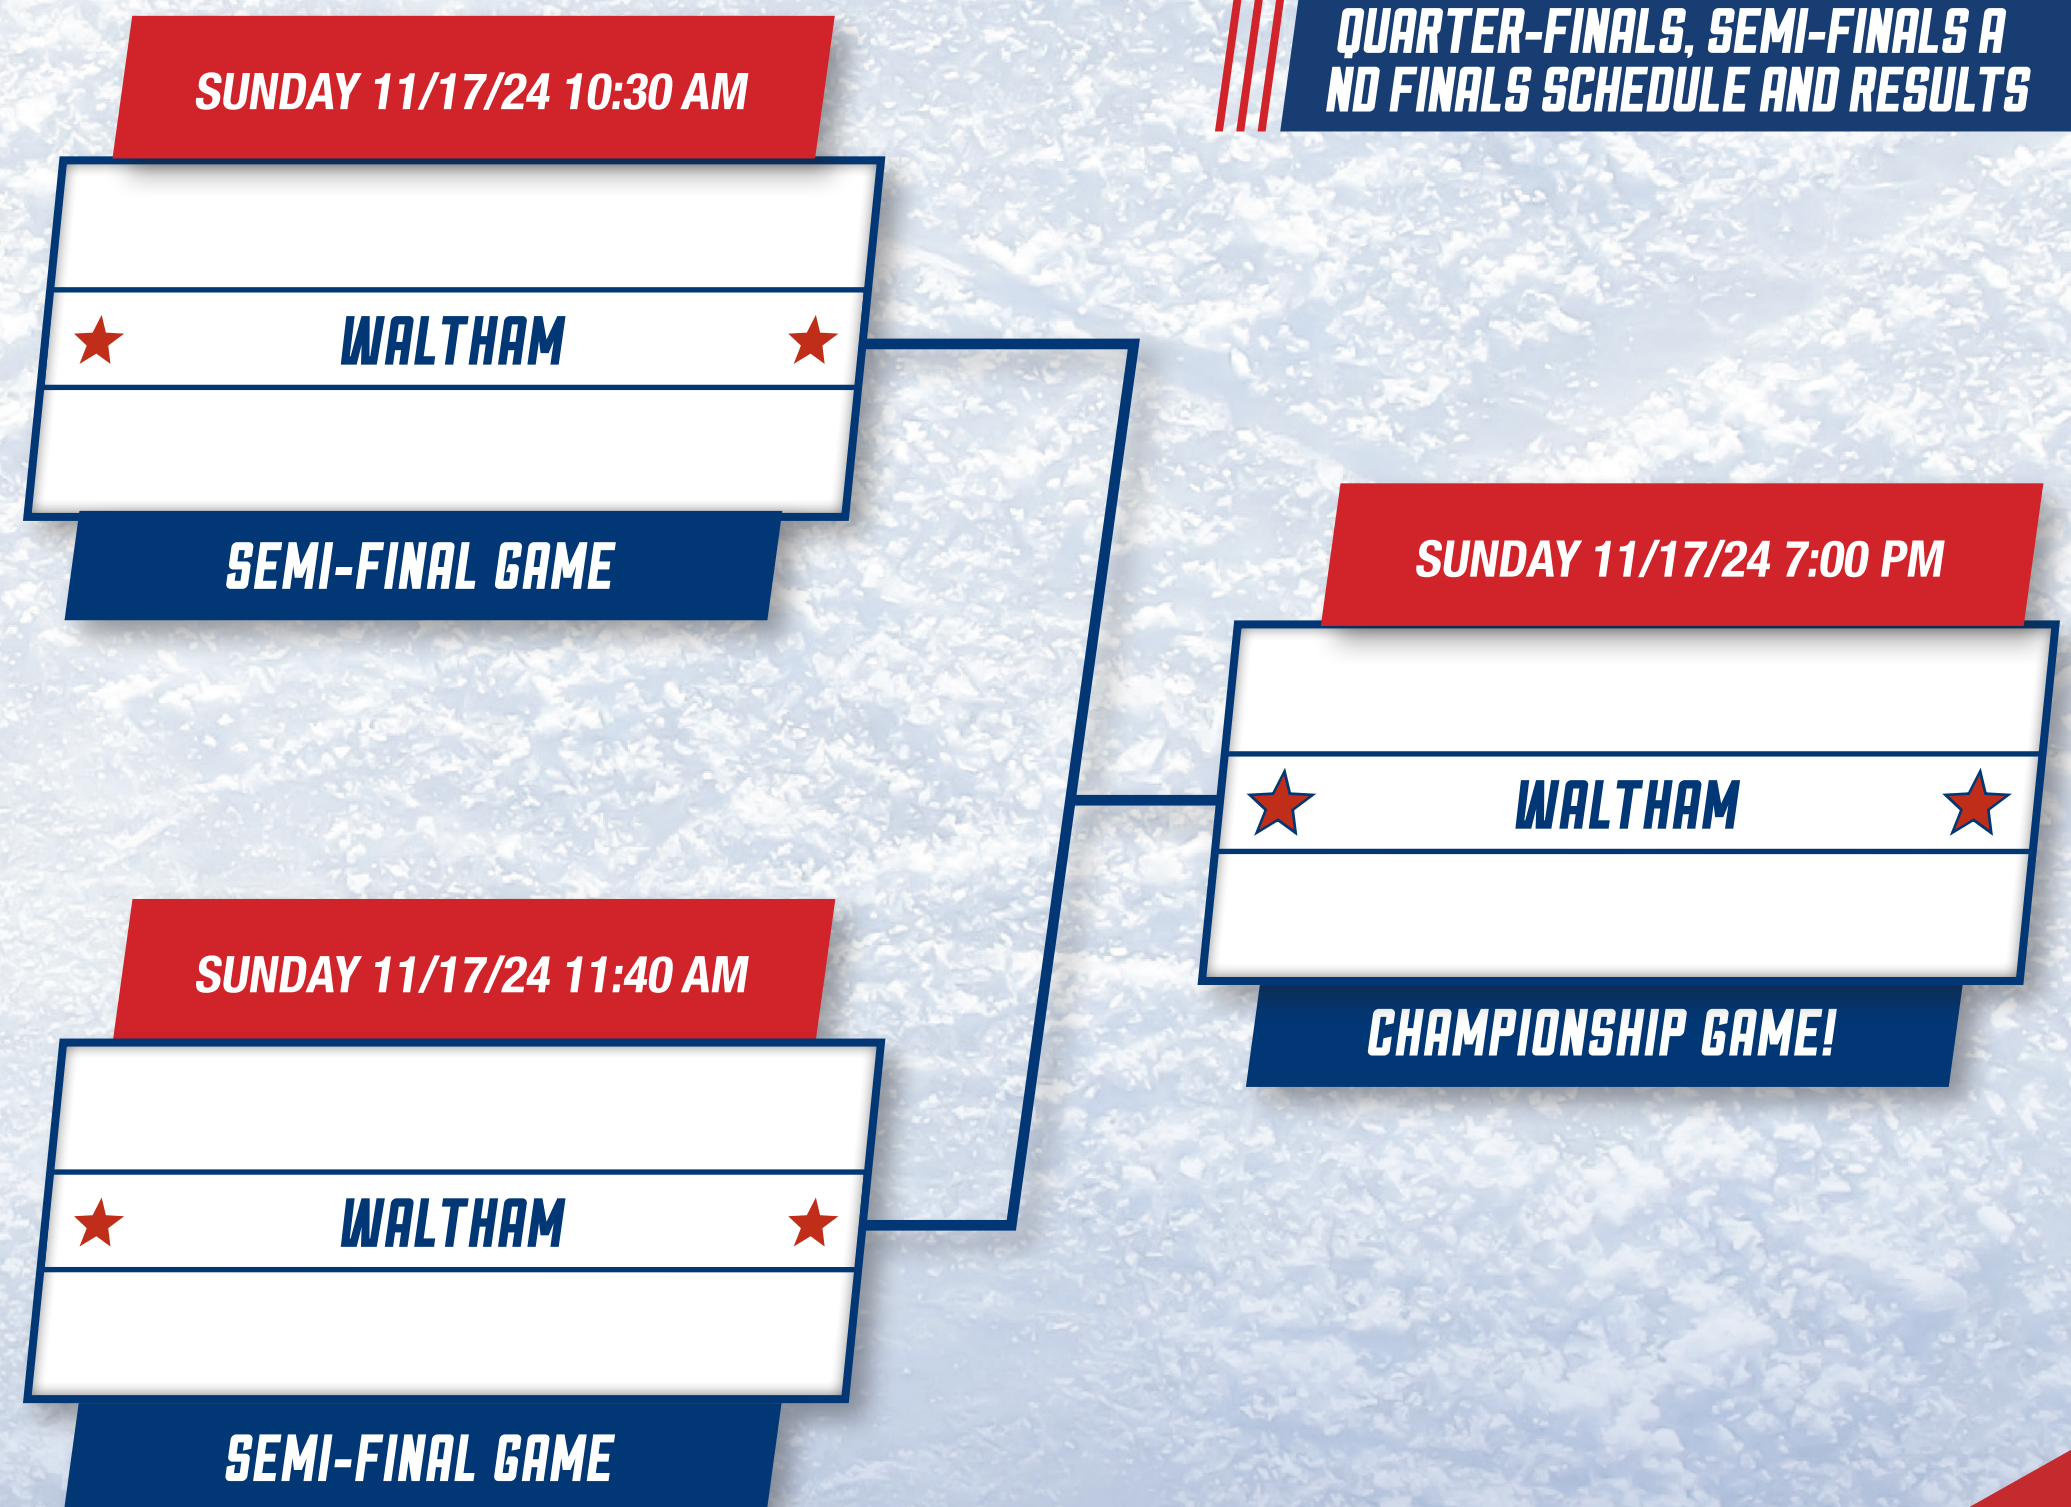 QUARTER-FINALS, SEMI-FINALS A
ND FINALS SCHEDULE AND RESULTS
SUNDAY 11/17/24 10:30 AM
WALTHAM
SEMI-FINAL GAME
SUNDAY 11/17/24 7:00 PM
WALTHAM
CHAMPIONSHIP GAME!
SUNDAY 11/17/24 11:40 AM
WALTHAM
SEMI-FINAL GAME